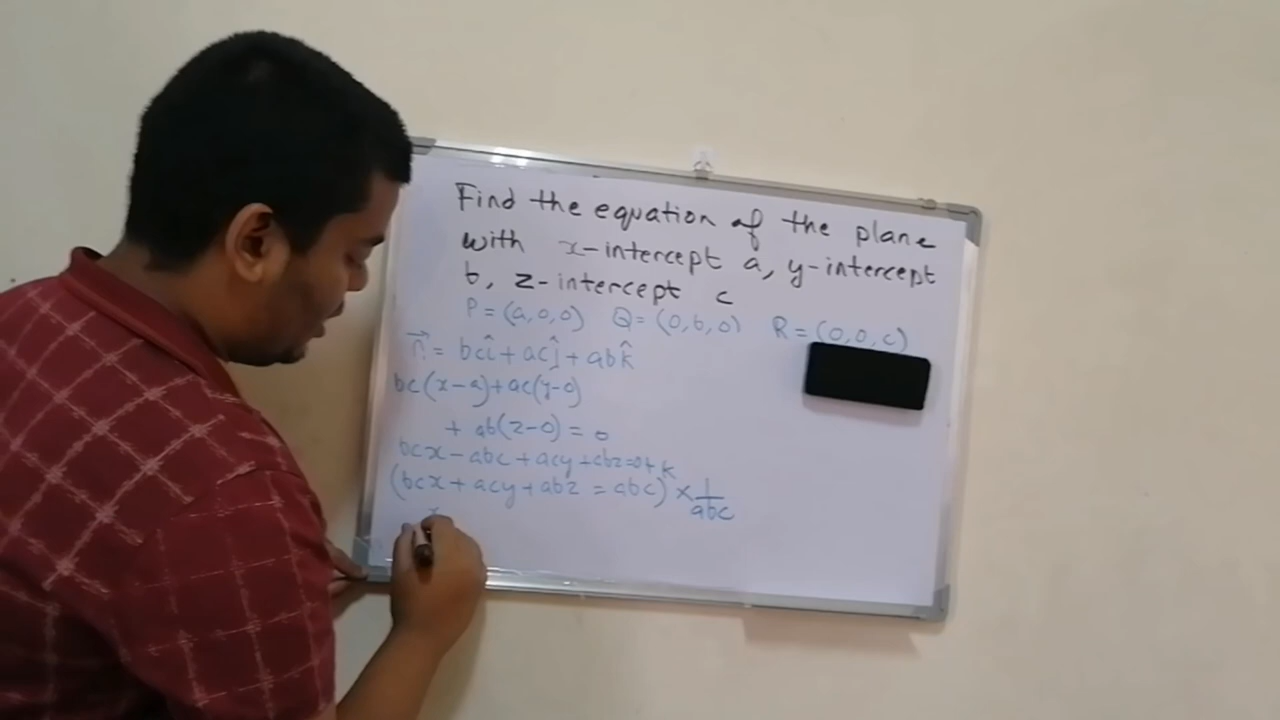 Find the equation of the plane
with x-intercept a, y-intercept
b, z-intercept c
P = (a,0,0) Q = (0,b,0) R = (0,0,c)
n⃗ = bcî + acĵ + abk̂
bc(x-a)+ac(y-0)
+ ab(z-0) = 0
bcx - abc + acy + abz = 0
(bcx + acy + abz = abc) × 1/abc
x